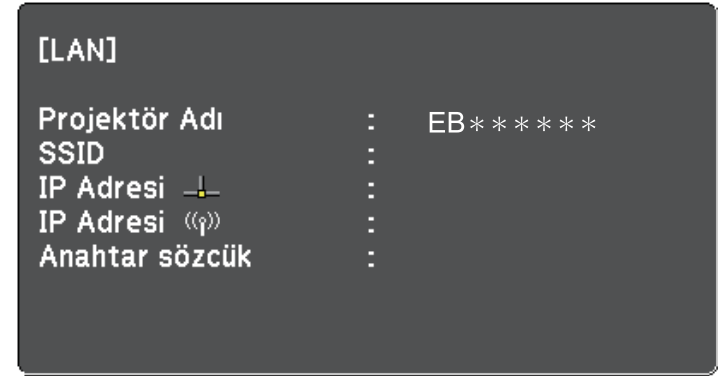 [LAN]
Projektör Adı : EB∗∗∗∗∗∗
SSID :
IP Adresi :
IP Adresi :
Anahtar sözcük :